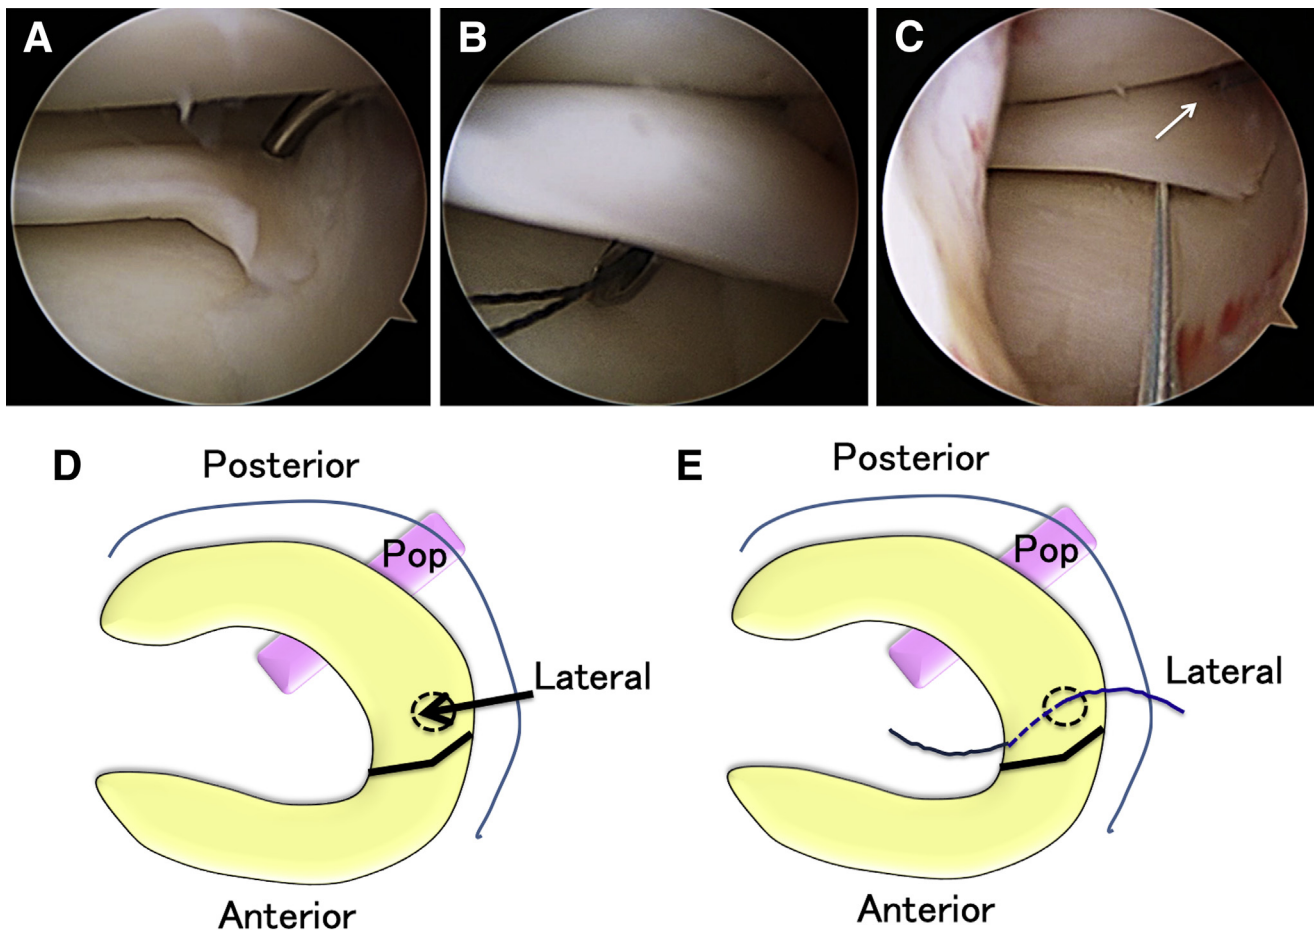 A
B
C
D
Posterior
Pop
Lateral
Anterior
E
Posterior
Pop
Lateral
Anterior